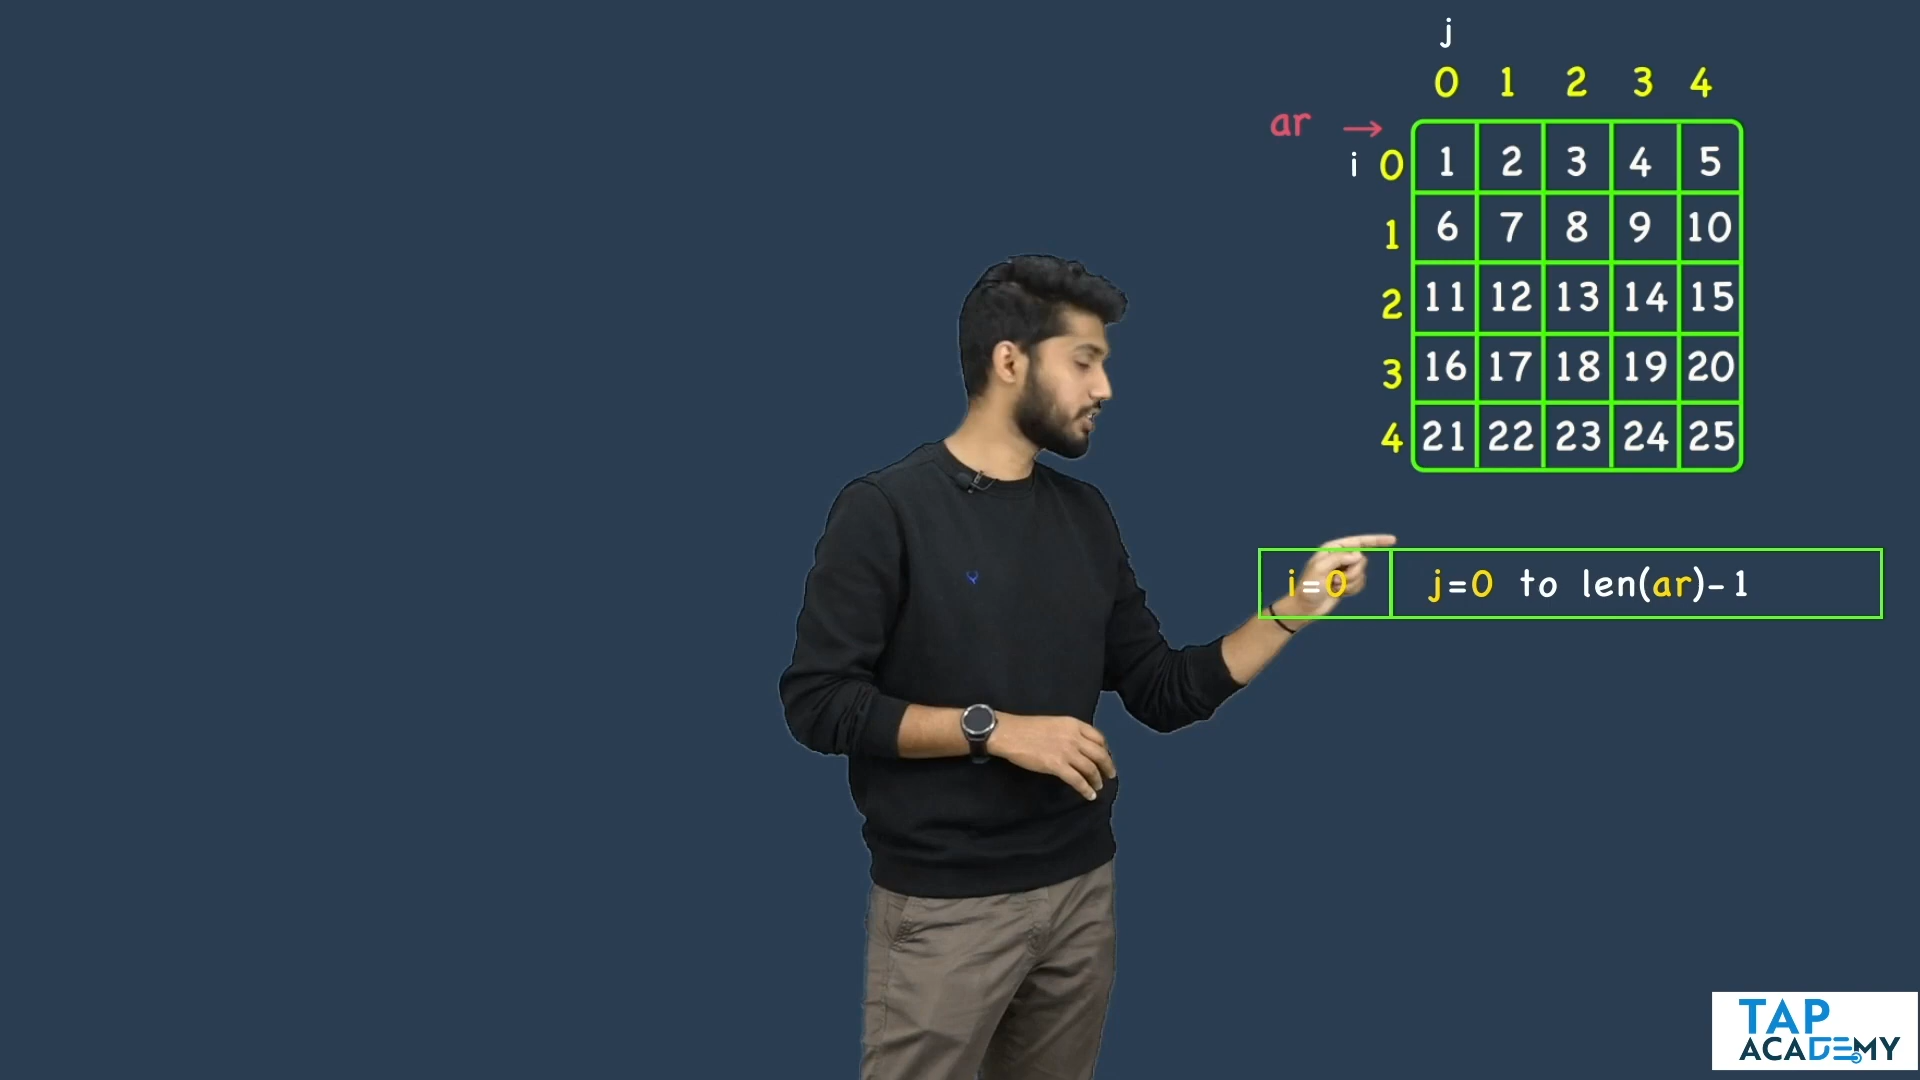 j
0 1 2 3 4
ar →
i 0 1 2 3 4 5
1 6 7 8 9 10
2 11 12 13 14 15
3 16 17 18 19 20
4 21 22 23 24 25
i=0 j=0 to len(ar)-1
TAP
ACADEMY